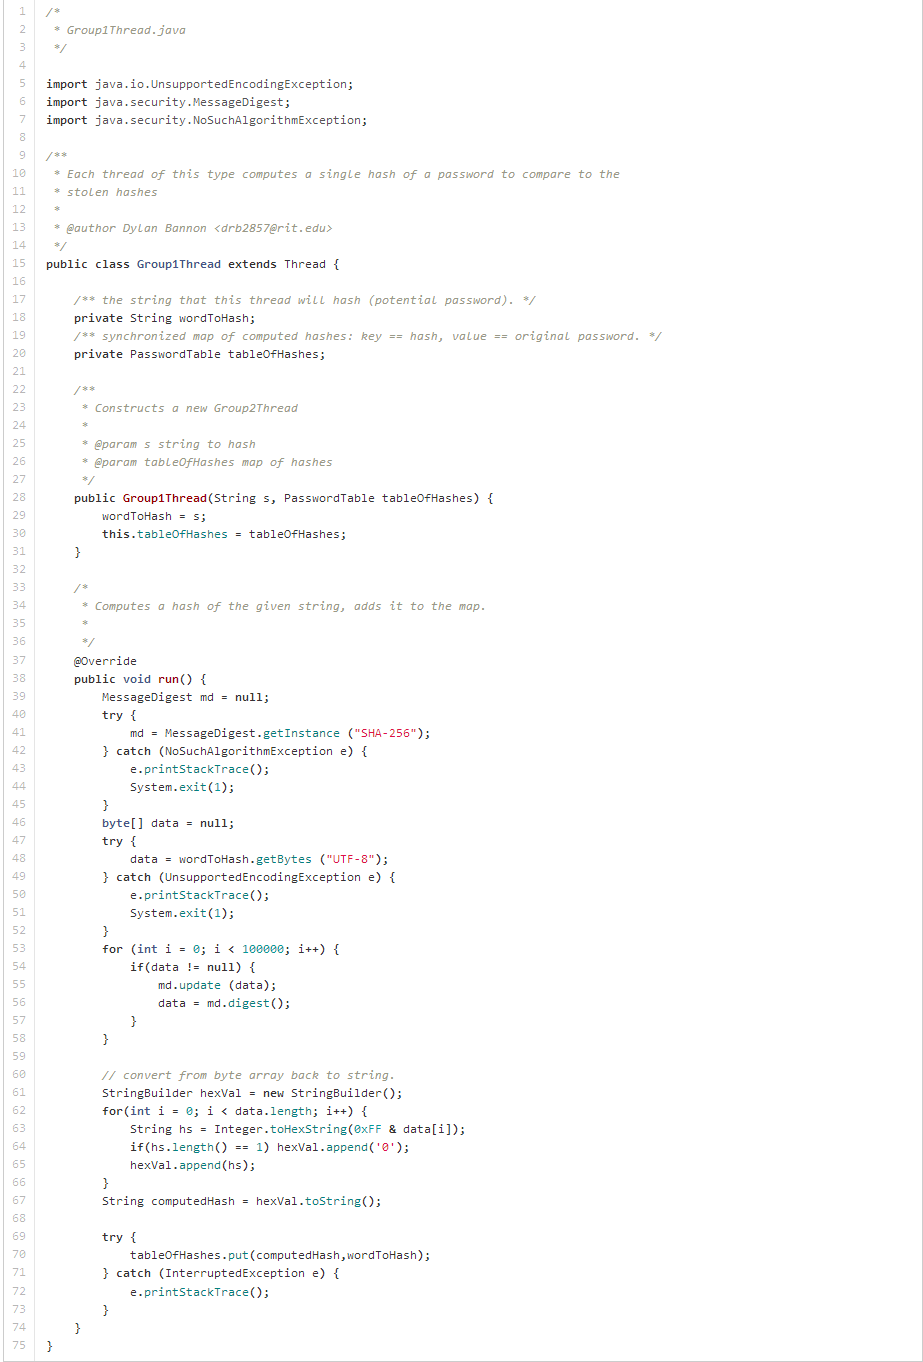 1 /*
2  * Group1Thread.java
3  */
4
5 import java.io.UnsupportedEncodingException;
6 import java.security.MessageDigest;
7 import java.security.NoSuchAlgorithmException;
8
9 /**
10  * Each thread of this type computes a single hash of a password to compare to the
11  * stolen hashes
12  *
13  * @author Dylan Bannon <drb2857@rit.edu>
14  */
15 public class Group1Thread extends Thread {
16
17     /** the string that this thread will hash (potential password). */
18     private String wordToHash;
19     /** synchronized map of computed hashes: key == hash, value == original password. */
20     private PasswordTable tableOfHashes;
21
22     /**
23      * Constructs a new Group2Thread
24      *
25      * @param s string to hash
26      * @param tableOfHashes map of hashes
27      */
28     public Group1Thread(String s, PasswordTable tableOfHashes) {
29         wordToHash = s;
30         this.tableOfHashes = tableOfHashes;
31     }
32
33     /*
34      * Computes a hash of the given string, adds it to the map.
35      *
36      */
37     @Override
38     public void run() {
39         MessageDigest md = null;
40         try {
41             md = MessageDigest.getInstance ("SHA-256");
42         } catch (NoSuchAlgorithmException e) {
43             e.printStackTrace();
44             System.exit(1);
45         }
46         byte[] data = null;
47         try {
48             data = wordToHash.getBytes ("UTF-8");
49         } catch (UnsupportedEncodingException e) {
50             e.printStackTrace();
51             System.exit(1);
52         }
53         for (int i = 0; i < 100000; i++) {
54             if(data != null) {
55                 md.update (data);
56                 data = md.digest();
57             }
58         }
59
60         // convert from byte array back to string.
61         StringBuilder hexVal = new StringBuilder();
62         for(int i = 0; i < data.length; i++) {
63             String hs = Integer.toHexString(0xFF & data[i]);
64             if(hs.length() == 1) hexVal.append('0');
65             hexVal.append(hs);
66         }
67         String computedHash = hexVal.toString();
68
69         try {
70             tableOfHashes.put(computedHash,wordToHash);
71         } catch (InterruptedException e) {
72             e.printStackTrace();
73         }
74     }
75 }